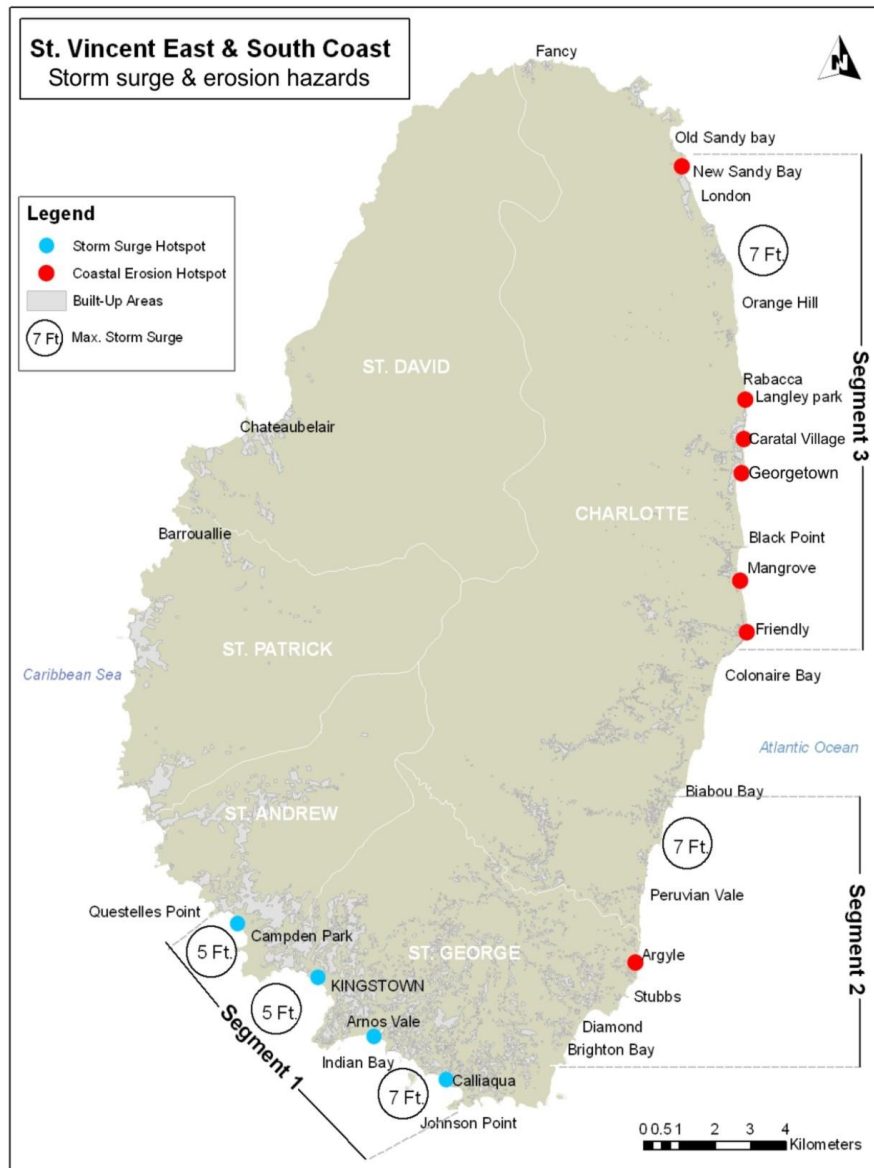 St. Vincent East & South Coast
Storm surge & erosion hazards
N
Fancy
Old Sandy bay
New Sandy Bay
London
Legend
Storm Surge Hotspot
Coastal Erosion Hotspot
Built-Up Areas
7 Ft.
Max. Storm Surge
7 Ft.
Orange Hill
ST. DAVID
Rabacca
Langley park
Segment 3
Chateaubelair
Caratal Village
Georgetown
CHARLOTTE
Barrouallie
Black Point
Mangrove
Friendly
ST. PATRICK
Caribbean Sea
Colonaire Bay
Atlantic Ocean
Biabou Bay
ST. ANDREW
7 Ft.
Peruvian Vale
Segment 2
Questelles Point
Campden Park
5 Ft.
ST. GEORGE
Argyle
KINGSTOWN
5 Ft.
Stubbs
Arnos Vale
Diamond
Segment 1
Indian Bay
Brighton Bay
Calliaqua
7 Ft.
Johnson Point
0 0.5 1 2 3 4
Kilometers